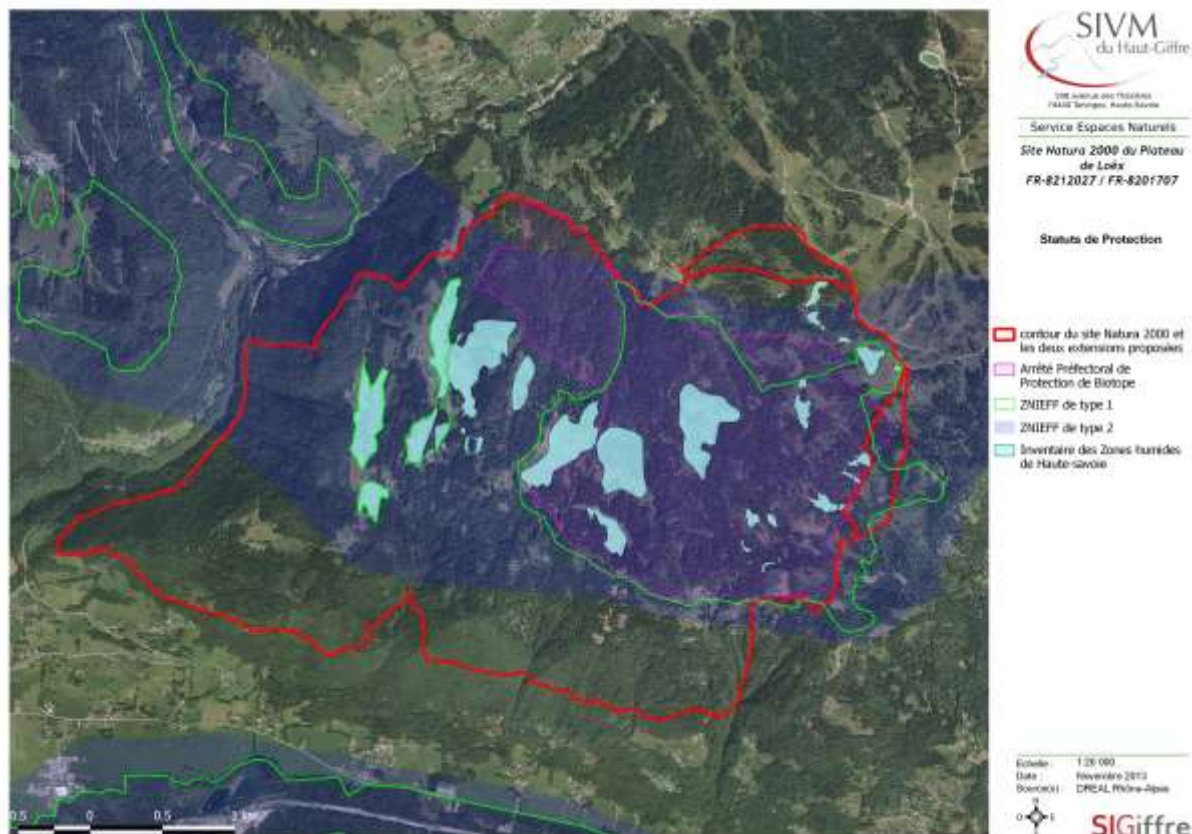 SIVM
du Haut-Giffre
Service Espaces Naturels
Site Natura 2000 du Plateau
de Loëx
FR-8212027 / FR-8201707
Statuts de Protection
contour du site Natura 2000 et
les deux extensions proposées
Arrêté Préfectoral de
Protection de Biotope
ZNIEFF de type 1
ZNIEFF de type 2
Inventaire des Zones humides
de Haute-savoie
Echelle :
Date : Novembre 2013
Source(s) : DREAL Rhône-Alpes
N
O E
SIGiffre
0.5 0 0.5 1 km